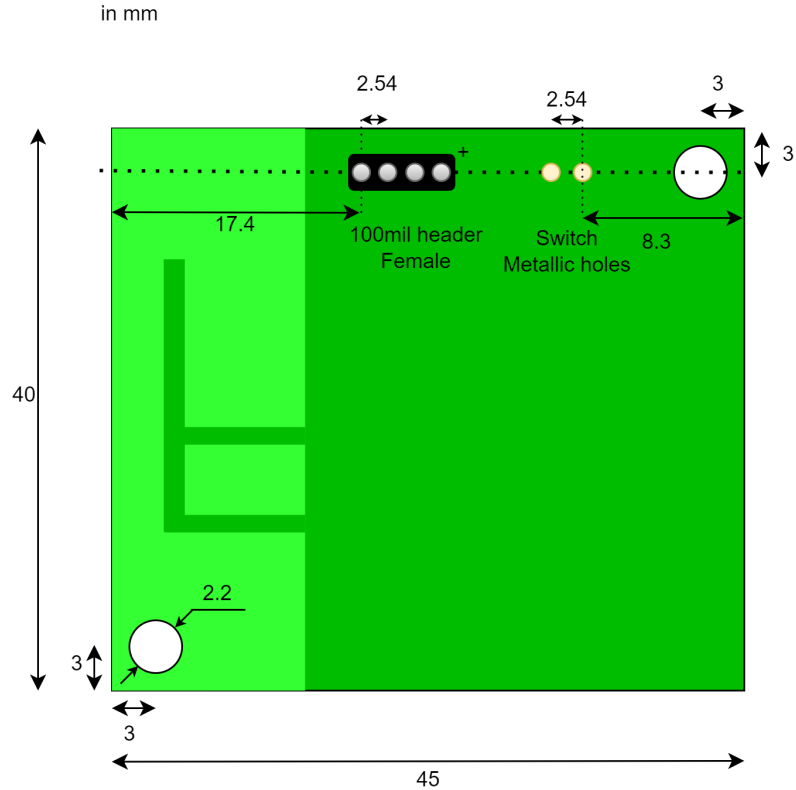 in mm
2.54
3
2.54
+
3
17.4
100mil header
Female
Switch
Metallic holes
8.3
40
2.2
3
3
45